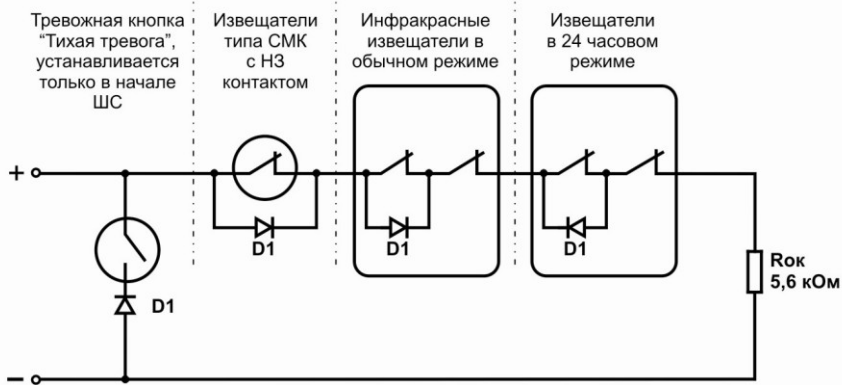 Тревожная кнопка
“Тихая тревога”,
устанавливается
только в начале
ШС
Извещатели
типа СМК
с НЗ
контактом
Инфракрасные
извещатели в
обычном режиме
Извещатели
в 24 часовом
режиме
+
D1
D1
D1
D1
Rок
5,6 кОм
–